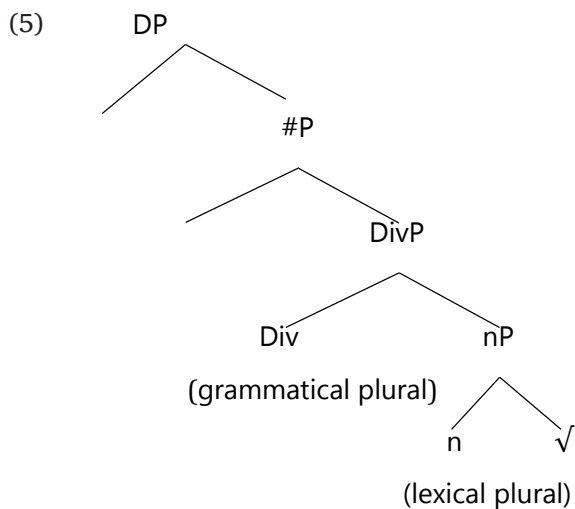 (5) DP
#P
DivP
Div nP
(grammatical plural)
n √
(lexical plural)